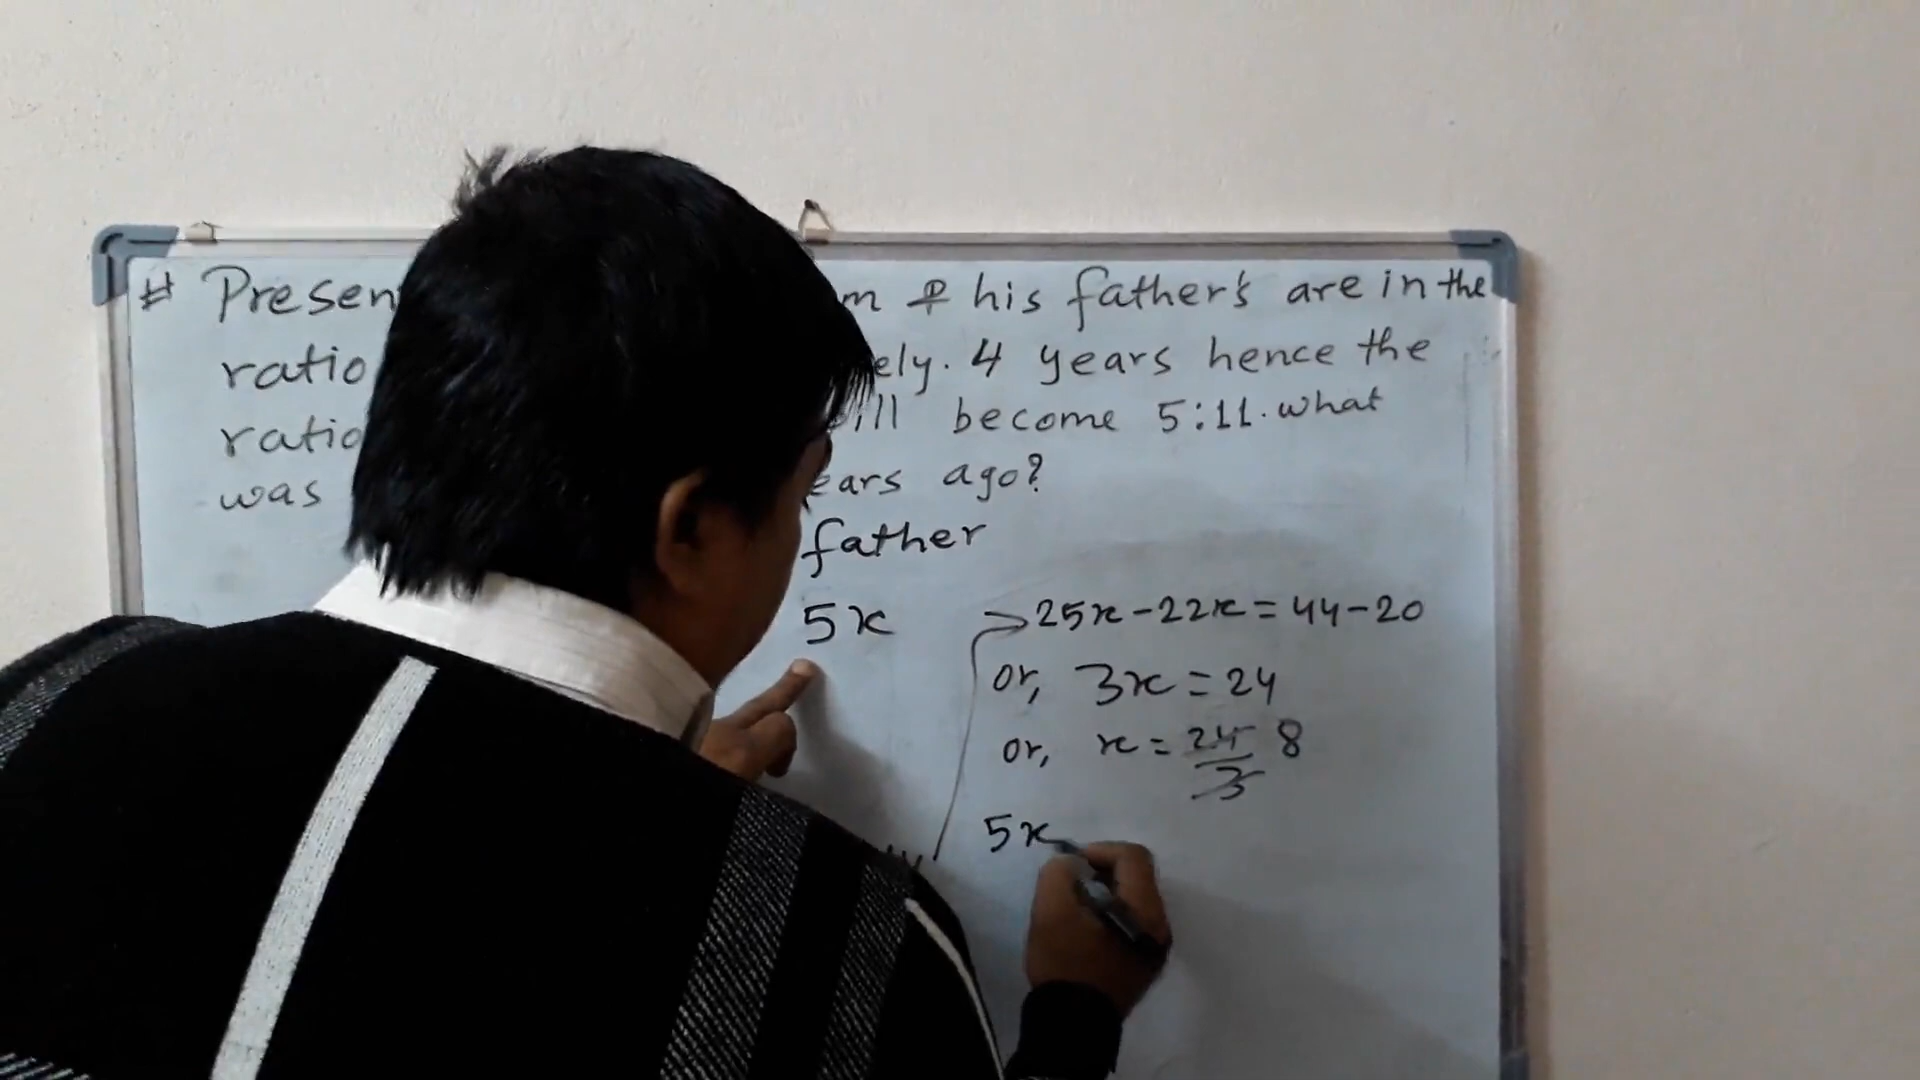 # Presen m & his father's are in the
ratio ely. 4 years hence the
ratio ill become 5:11. what
was ears ago?
father
5x
25x-22x=44-20
or, 3x=24
or, x=24/3 8
5x